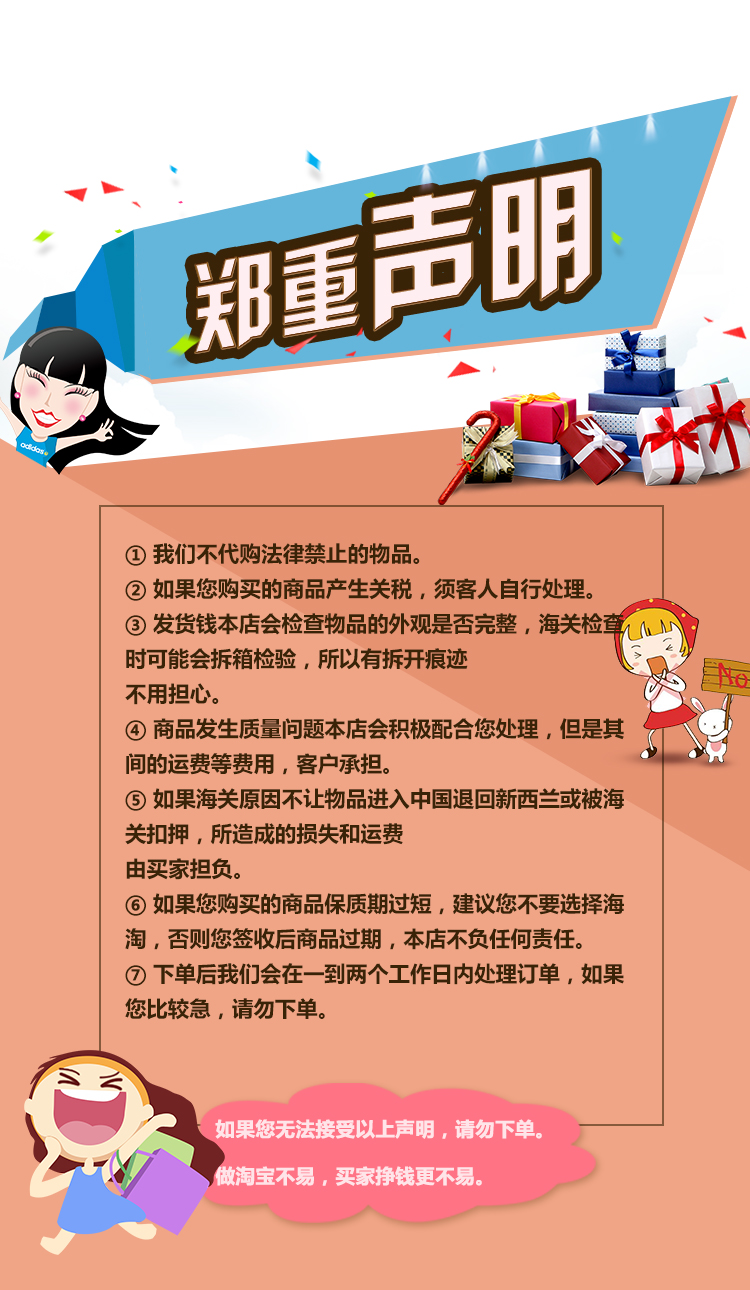 郑重声明
adidas
① 我们不代购法律禁止的物品。
② 如果您购买的商品产生关税，须客人自行处理。
③ 发货钱本店会检查物品的外观是否完整，海关检查
时可能会拆箱检验，所以有拆开痕迹
不用担心。
No
④ 商品发生质量问题本店会积极配合您处理，但是其
间的运费等费用，客户承担。
⑤ 如果海关原因不让物品进入中国退回新西兰或被海
关扣押，所造成的损失和运费
由买家担负。
⑥ 如果您购买的商品保质期过短，建议您不要选择海
淘，否则您签收后商品过期，本店不负任何责任。
⑦ 下单后我们会在一到两个工作日内处理订单，如果
您比较急，请勿下单。
如果您无法接受以上声明，请勿下单。
做淘宝不易，买家挣钱更不易。